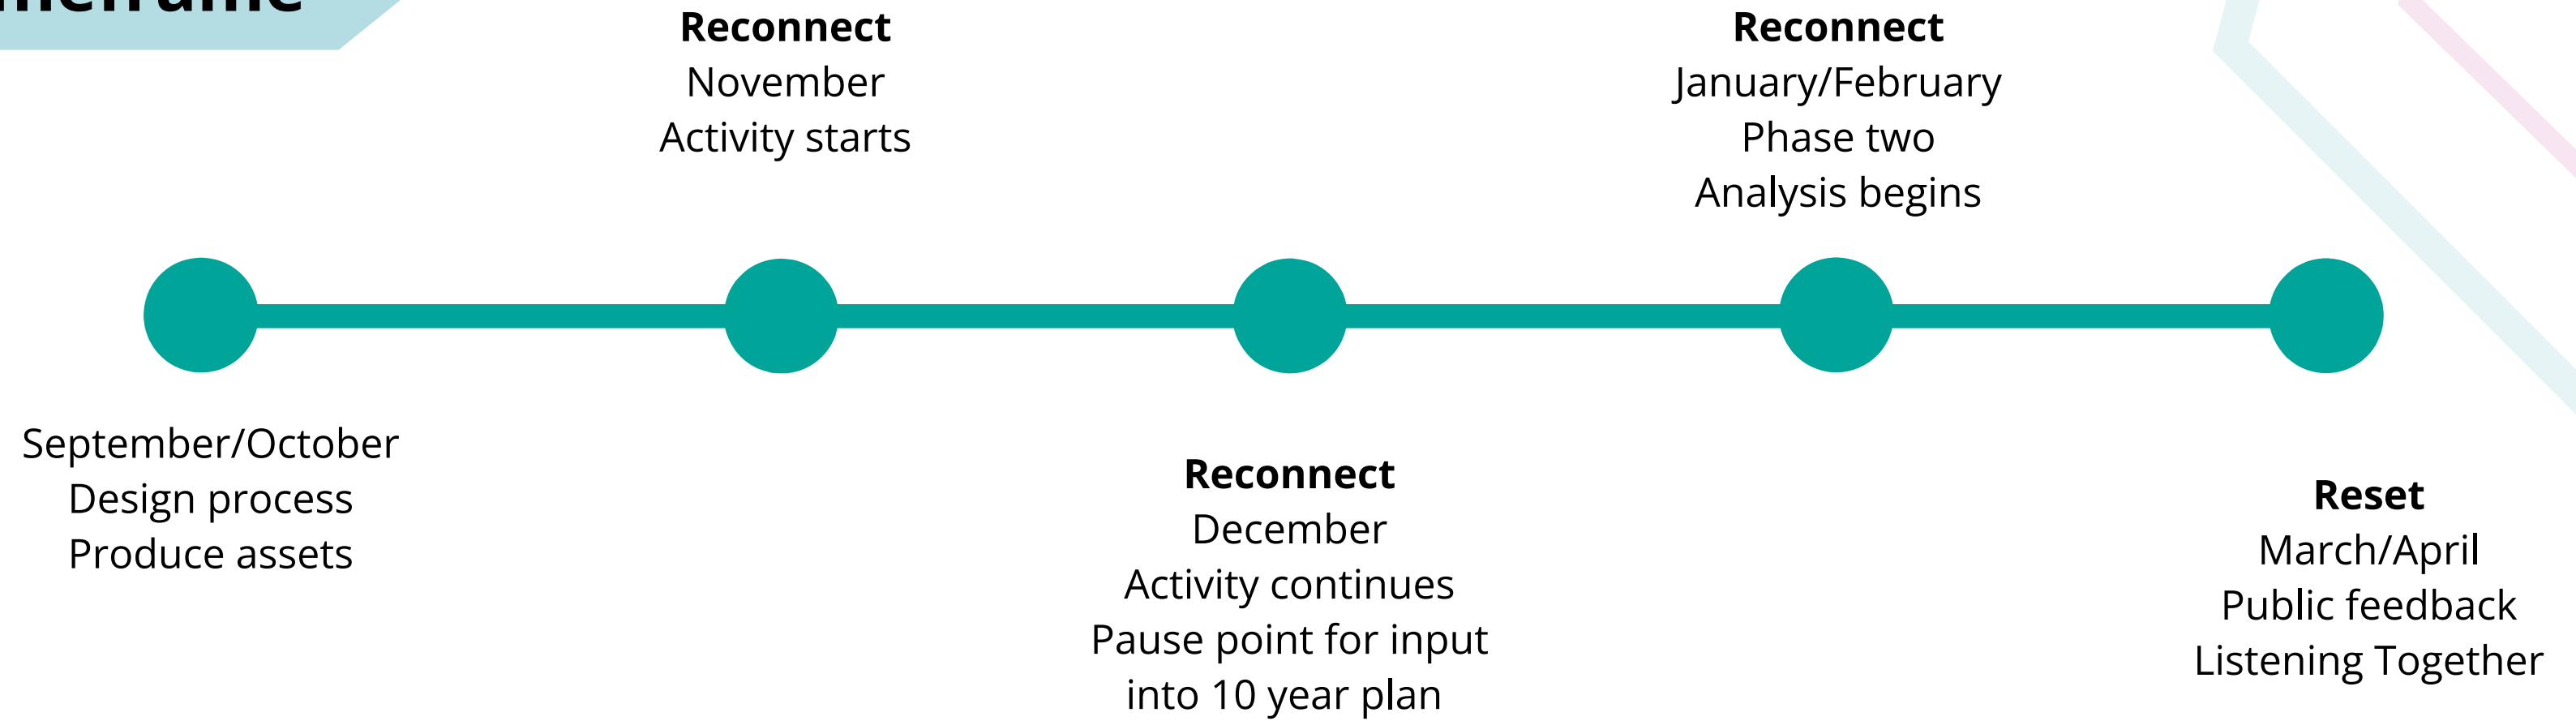 September/October
Design process
Produce assets
Reconnect
November
Activity starts
Reconnect
December
Activity continues
Pause point for input
into 10 year plan
Reconnect
January/February
Phase two
Analysis begins
Reset
March/April
Public feedback
Listening Together